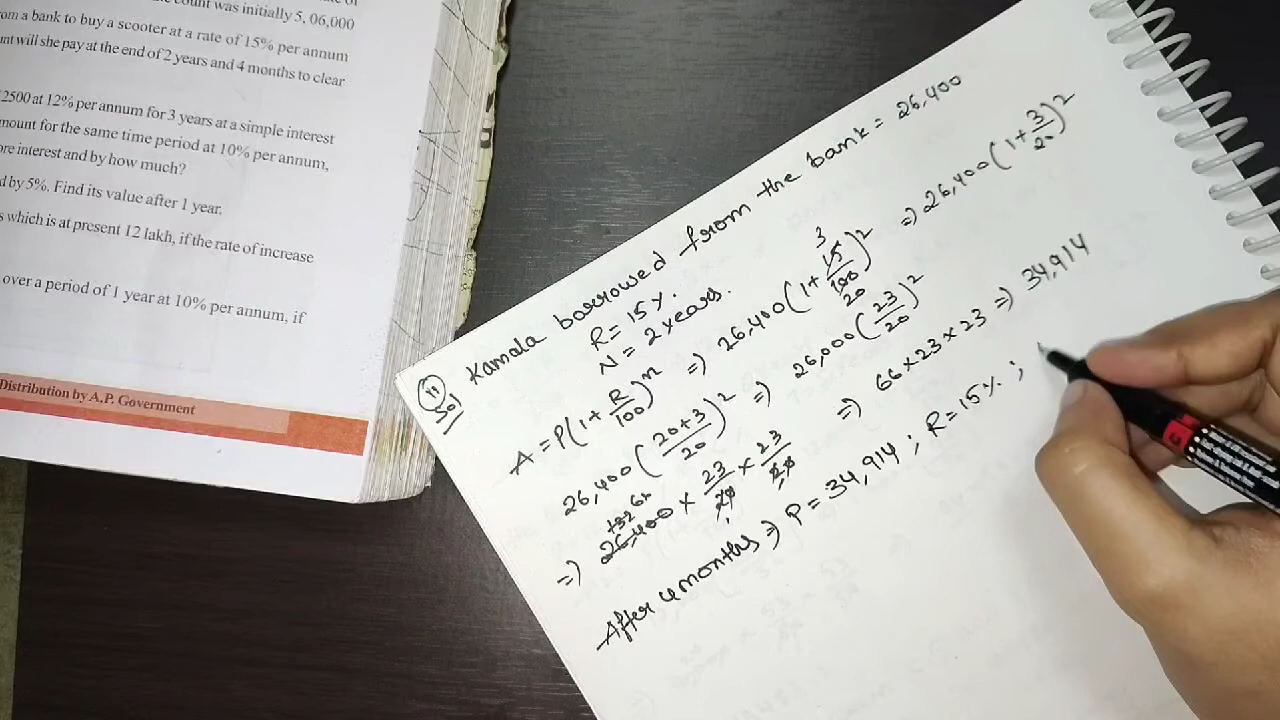 count was initially 5, 06,000
from a bank to buy a scooter at a rate of 15% per annum
will she pay at the end of 2 years and 4 months to clear
2500 at 12% per annum for 3 years at a simple interest
amount for the same time period at 10% per annum,
interest and by how much?
by 5%. Find its value after 1 year.
which is at present 12 lakh, if the rate of increase
over a period of 1 year at 10% per annum, if
Distribution by A.P. Government
11 Sol
Kamala borrowed from the bank = 26,400
R = 15%.
N = 2 years.
A = P(1+R/100)^n ⇒ 26,400(1+15/100)^2 3 20 ⇒ 26,400(1+3/20)^2
26,400(20+3/20)^2 ⇒ 26,000(23/20)^2
⇒ 26,400 × 23/20 × 23/20 ⇒ 66×23×23 ⇒ 34,914
After 4 months ⇒ P = 34,914 ; R = 15% ;